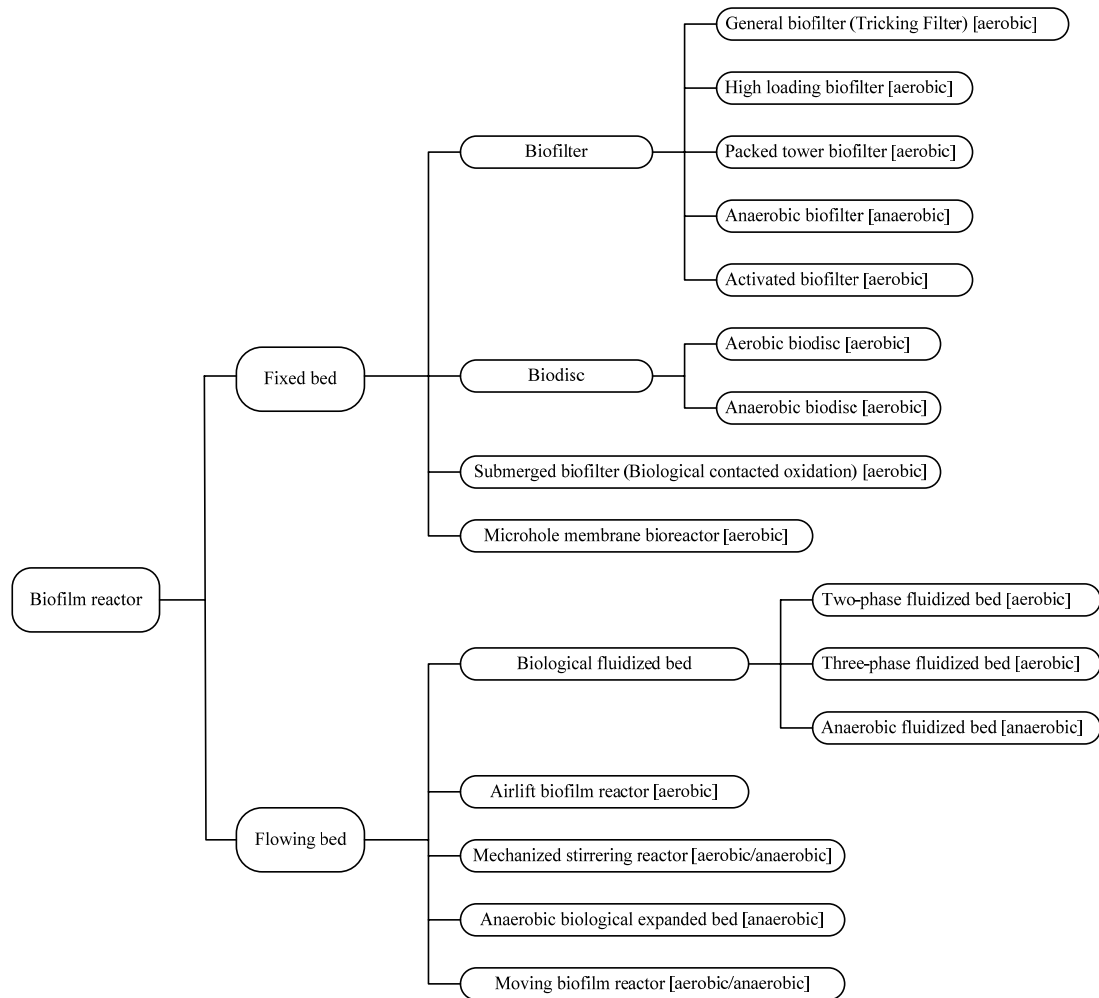 General biofilter (Tricking Filter) [aerobic]
High loading biofilter [aerobic]
Biofilter
Packed tower biofilter [aerobic]
Anaerobic biofilter [anaerobic]
Activated biofilter [aerobic]
Aerobic biodisc [aerobic]
Fixed bed
Biodisc
Anaerobic biodisc [aerobic]
Submerged biofilter (Biological contacted oxidation) [aerobic]
Microhole membrane bioreactor [aerobic]
Biofilm reactor
Two-phase fluidized bed [aerobic]
Biological fluidized bed
Three-phase fluidized bed [aerobic]
Anaerobic fluidized bed [anaerobic]
Airlift biofilm reactor [aerobic]
Flowing bed
Mechanized stirrering reactor [aerobic/anaerobic]
Anaerobic biological expanded bed [anaerobic]
Moving biofilm reactor [aerobic/anaerobic]